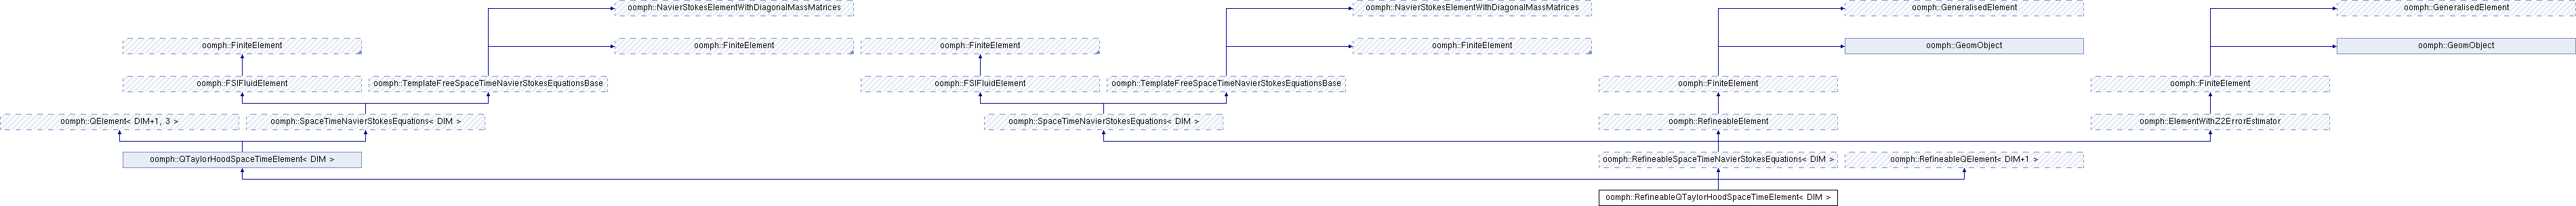 oomph::NavierStokesElementWithDiagonalMassMatrices
oomph::NavierStokesElementWithDiagonalMassMatrices
oomph::GeneralisedElement
oomph::GeneralisedElement
oomph::FiniteElement
oomph::FiniteElement
oomph::FiniteElement
oomph::FiniteElement
oomph::GeomObject
oomph::GeomObject
oomph::FSIFluidElement
oomph::TemplateFreeSpaceTimeNavierStokesEquationsBase
oomph::FSIFluidElement
oomph::TemplateFreeSpaceTimeNavierStokesEquationsBase
oomph::FiniteElement
oomph::FiniteElement
oomph::QElement< DIM+1, 3 >
oomph::SpaceTimeNavierStokesEquations< DIM >
oomph::SpaceTimeNavierStokesEquations< DIM >
oomph::RefineableElement
oomph::ElementWithZ2ErrorEstimator
oomph::QTaylorHoodSpaceTimeElement< DIM >
oomph::RefineableSpaceTimeNavierStokesEquations< DIM >
oomph::RefineableQElement< DIM+1 >
oomph::RefineableQTaylorHoodSpaceTimeElement< DIM >